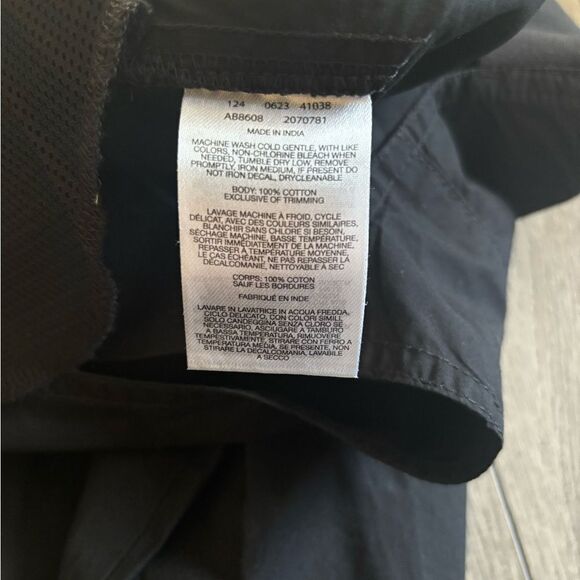 124 0623 41038
AB8608 2070781
MADE IN INDIA
MACHINE WASH COLD GENTLE, WITH LIKE
COLORS, NON-CHLORINE BLEACH WHEN
NEEDED, TUMBLE DRY LOW, REMOVE
PROMPTLY, IRON MEDIUM, IF PRESENT DO
NOT IRON DECAL, DRYCLEANABLE
BODY: 100% COTTON
EXCLUSIVE OF TRIMMING
LAVAGE MACHINE À FROID, CYCLE
DÉLICAT, AVEC DES COULEURS SIMILAIRES,
BLANCHIR SANS CHLORE SI BESOIN,
SÉCHAGE MACHINE, BASSE TEMPÉRATURE,
SORTIR IMMÉDIATEMENT DE LA MACHINE,
REPASSER À TEMPÉRATURE MOYENNE,
LE CAS ÉCHÉANT, NE PAS REPASSER LA
DÉCALCOMANIE, NETTOYABLE À SEC
CORPS: 100% COTON
SAUF LES BORDURES
FABRIQUÉ EN INDE
LAVARE IN LAVATRICE IN ACQUA FREDDA,
CICLO DELICATO, CON COLORI SIMILI,
SOLO CANDEGGINA SENZA CLORO SE
NECESSARIO, ASCIUGARE A TAMBURO
A BASSA TEMPERATURA, RIMUOVERE
TEMPESTIVAMENTE, STIRARE CON FERRO A
TEMPERATURA MEDIA, SE PRESENTE, NON
STIRARE LA DECALCOMANIA, LAVABILE
A SECCO